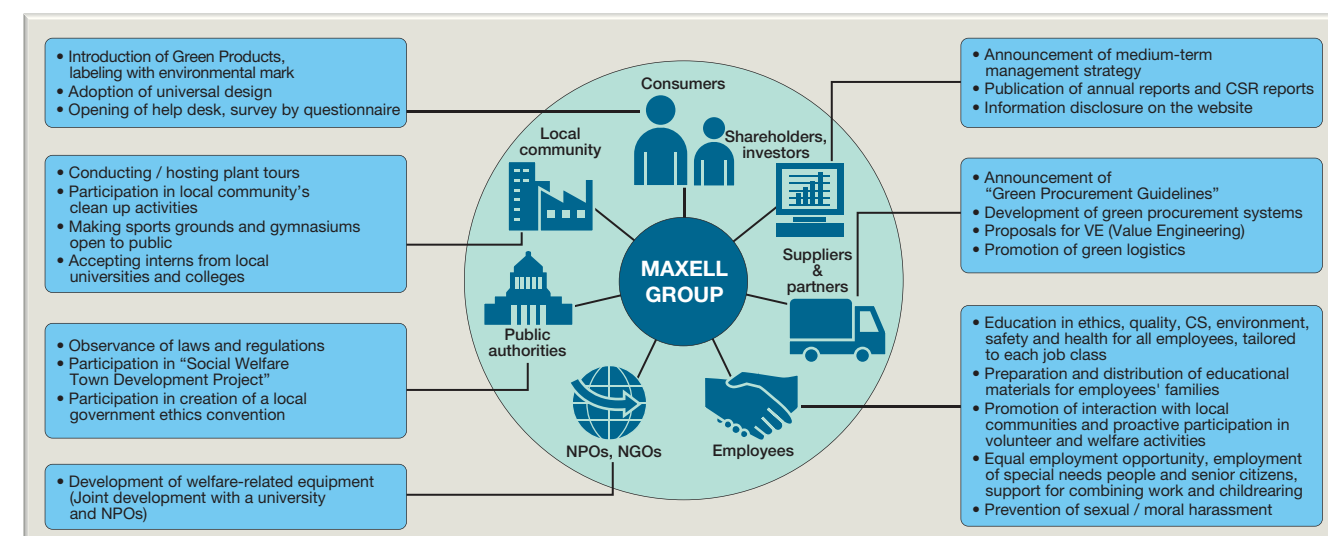 • Introduction of Green Products,
labeling with environmental mark
• Adoption of universal design
• Opening of help desk, survey by questionnaire
• Conducting / hosting plant tours
• Participation in local community's
clean up activities
• Making sports grounds and gymnasiums
open to public
• Accepting interns from local
universities and colleges
• Observance of laws and regulations
• Participation in “Social Welfare
Town Development Project”
• Participation in creation of a local
government ethics convention
• Development of welfare-related equipment
(Joint development with a university
and NPOs)
Consumers
Local
community
Shareholders,
investors
MAXELL
GROUP
Suppliers
&
partners
Public
authorities
NPOs, NGOs
Employees
• Announcement of medium-term
management strategy
• Publication of annual reports and CSR reports
• Information disclosure on the website
• Announcement of
“Green Procurement Guidelines”
• Development of green procurement systems
• Proposals for VE (Value Engineering)
• Promotion of green logistics
• Education in ethics, quality, CS, environment,
safety and health for all employees, tailored
to each job class
• Preparation and distribution of educational
materials for employees' families
• Promotion of interaction with local
communities and proactive participation in
volunteer and welfare activities
• Equal employment opportunity, employment
of special needs people and senior citizens,
support for combining work and childrearing
• Prevention of sexual / moral harassment